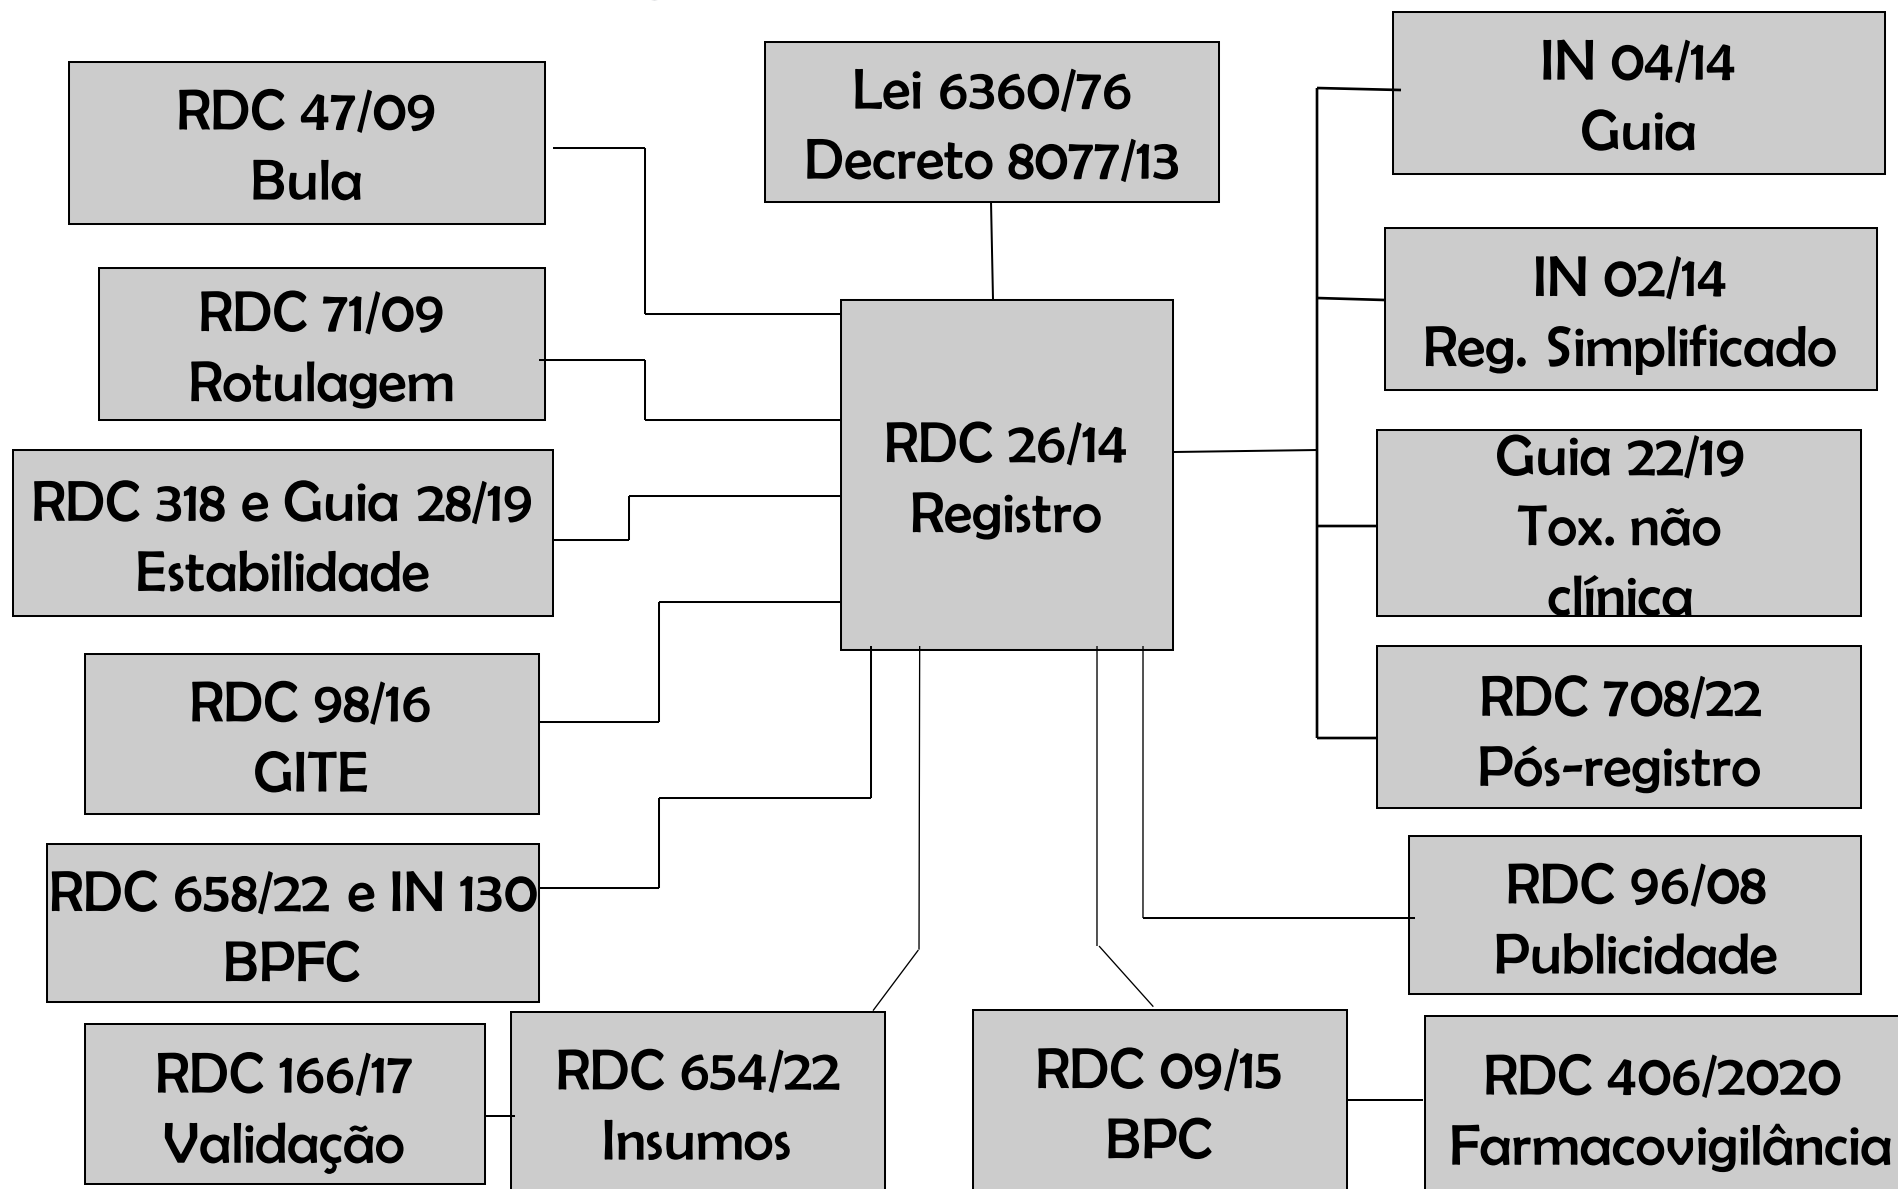 RDC 47/09
Bula
Lei 6360/76
Decreto 8077/13
IN 04/14
Guia
RDC 71/09
Rotulagem
IN 02/14
Reg. Simplificado
RDC 318 e Guia 28/19
Estabilidade
RDC 26/14
Registro
Guia 22/19
Tox. não
clínica
RDC 98/16
GITE
RDC 708/22
Pós-registro
RDC 658/22 e IN 130
BPFC
RDC 96/08
Publicidade
RDC 166/17
Validação
RDC 654/22
Insumos
RDC 09/15
BPC
RDC 406/2020
Farmacovigilância